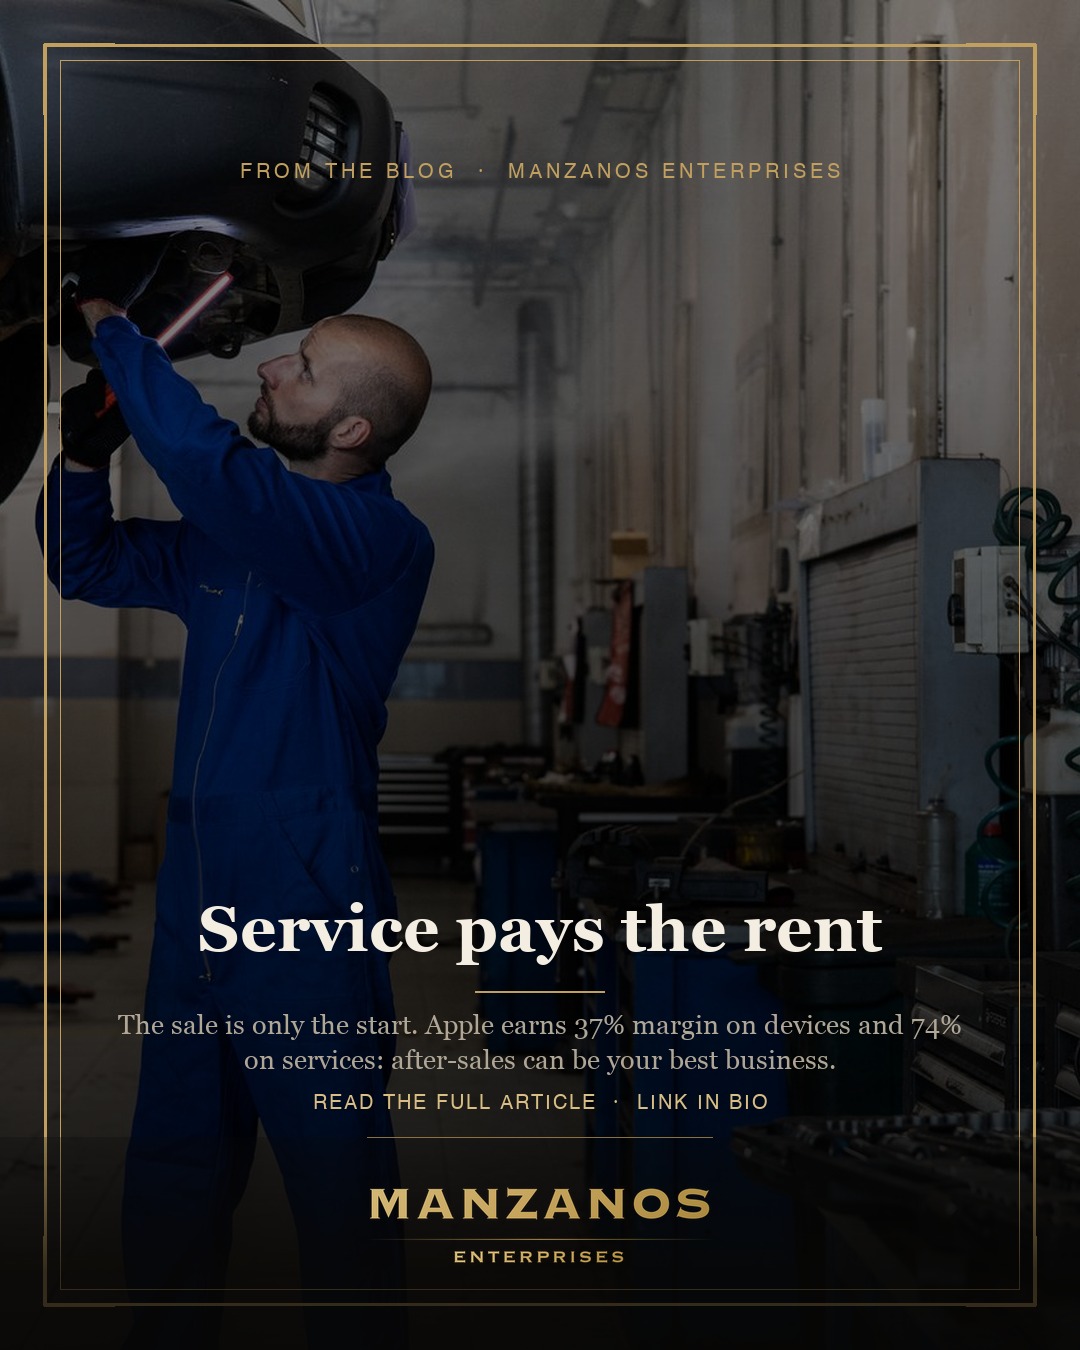 FROM THE BLOG · MANZANOS ENTERPRISES
Service pays the rent
The sale is only the start. Apple earns 37% margin on devices and 74%
on services: after-sales can be your best business.
READ THE FULL ARTICLE · LINK IN BIO
MANZANOS
ENTERPRISES